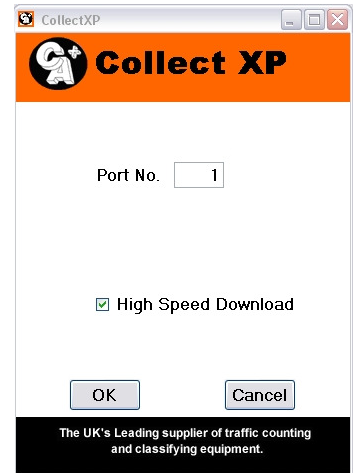 CollectXP
CA+ Collect XP
Port No. 1
High Speed Download
OK Cancel
The UK's Leading supplier of traffic counting
and classifying equipment.